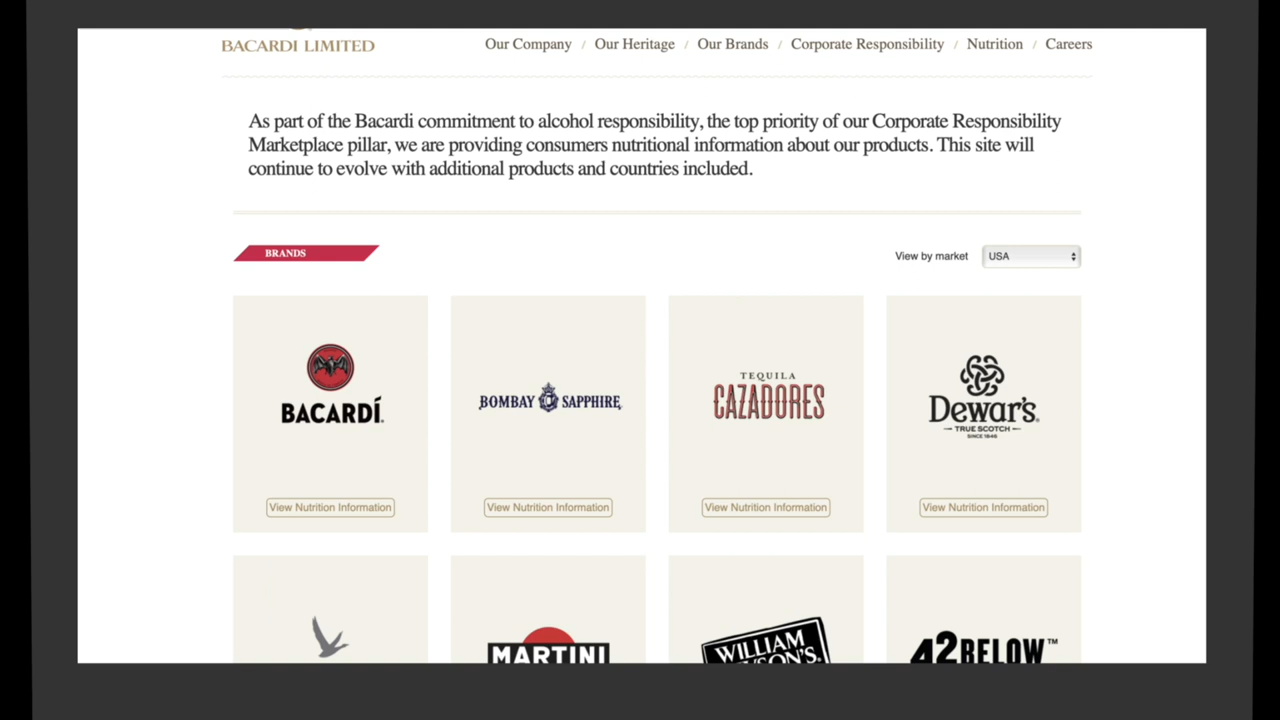 BACARDI LIMITED
Our Company / Our Heritage / Our Brands / Corporate Responsibility / Nutrition / Careers
As part of the Bacardi commitment to alcohol responsibility, the top priority of our Corporate Responsibility
Marketplace pillar, we are providing consumers nutritional information about our products. This site will
continue to evolve with additional products and countries included.
BRANDS
View by market USA
BACARDÍ
BOMBAY SAPPHIRE
TEQUILA
CAZADORES
Dewar's
TRUE SCOTCH
SINCE 1846
View Nutrition Information
View Nutrition Information
View Nutrition Information
View Nutrition Information
MARTINI
WILLIAM
42BELOW™